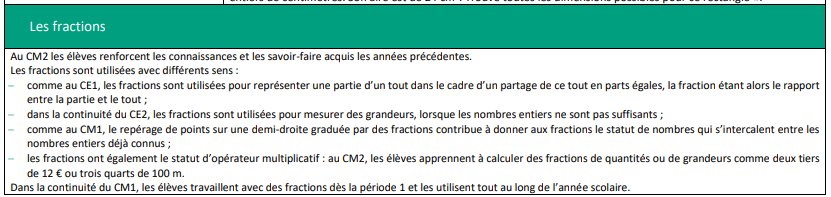 Les fractions
Au CM2 les élèves renforcent les connaissances et les savoir-faire acquis les années précédentes.
Les fractions sont utilisées avec différents sens :
− comme au CE1, les fractions sont utilisées pour représenter une partie d'un tout dans le cadre d'un partage de ce tout en parts égales, la fraction étant alors le rapport
entre la partie et le tout ;
− dans la continuité du CE2, les fractions sont utilisées pour mesurer des grandeurs, lorsque les nombres entiers ne sont pas suffisants ;
− comme au CM1, le repérage de points sur une demi-droite graduée par des fractions contribue à donner aux fractions le statut de nombres qui s'intercalent entre les
nombres entiers déjà connus ;
− les fractions ont également le statut d'opérateur multiplicatif : au CM2, les élèves apprennent à calculer des fractions de quantités ou de grandeurs comme deux tiers
de 12 € ou trois quarts de 100 m.
Dans la continuité du CM1, les élèves travaillent avec des fractions dès la période 1 et les utilisent tout au long de l'année scolaire.